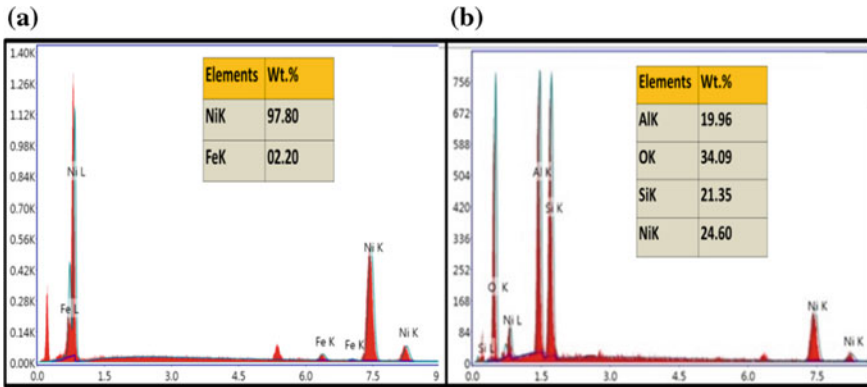 (a)
(b)
1.40K
1.26K
1.12K
0.98K
0.84K
0.70K
0.56K
0.42K
0.28K
0.14K
0.00K
Elements Wt.%
NiK 97.80
FeK 02.20
Ni L
Fe L
Fe K
Fe K
Ni K
Ni K
0.0 1.5 3.0 4.5 6.0 7.5 9
756
672
588
504
420
336
252
168
84
0
Elements Wt.%
AlK 19.96
OK 34.09
SiK 21.35
NiK 24.60
Al K
Si K
O K
Ni L
Si L
Ni K
Ni K
0.0 1.5 3.0 4.5 6.0 7.5